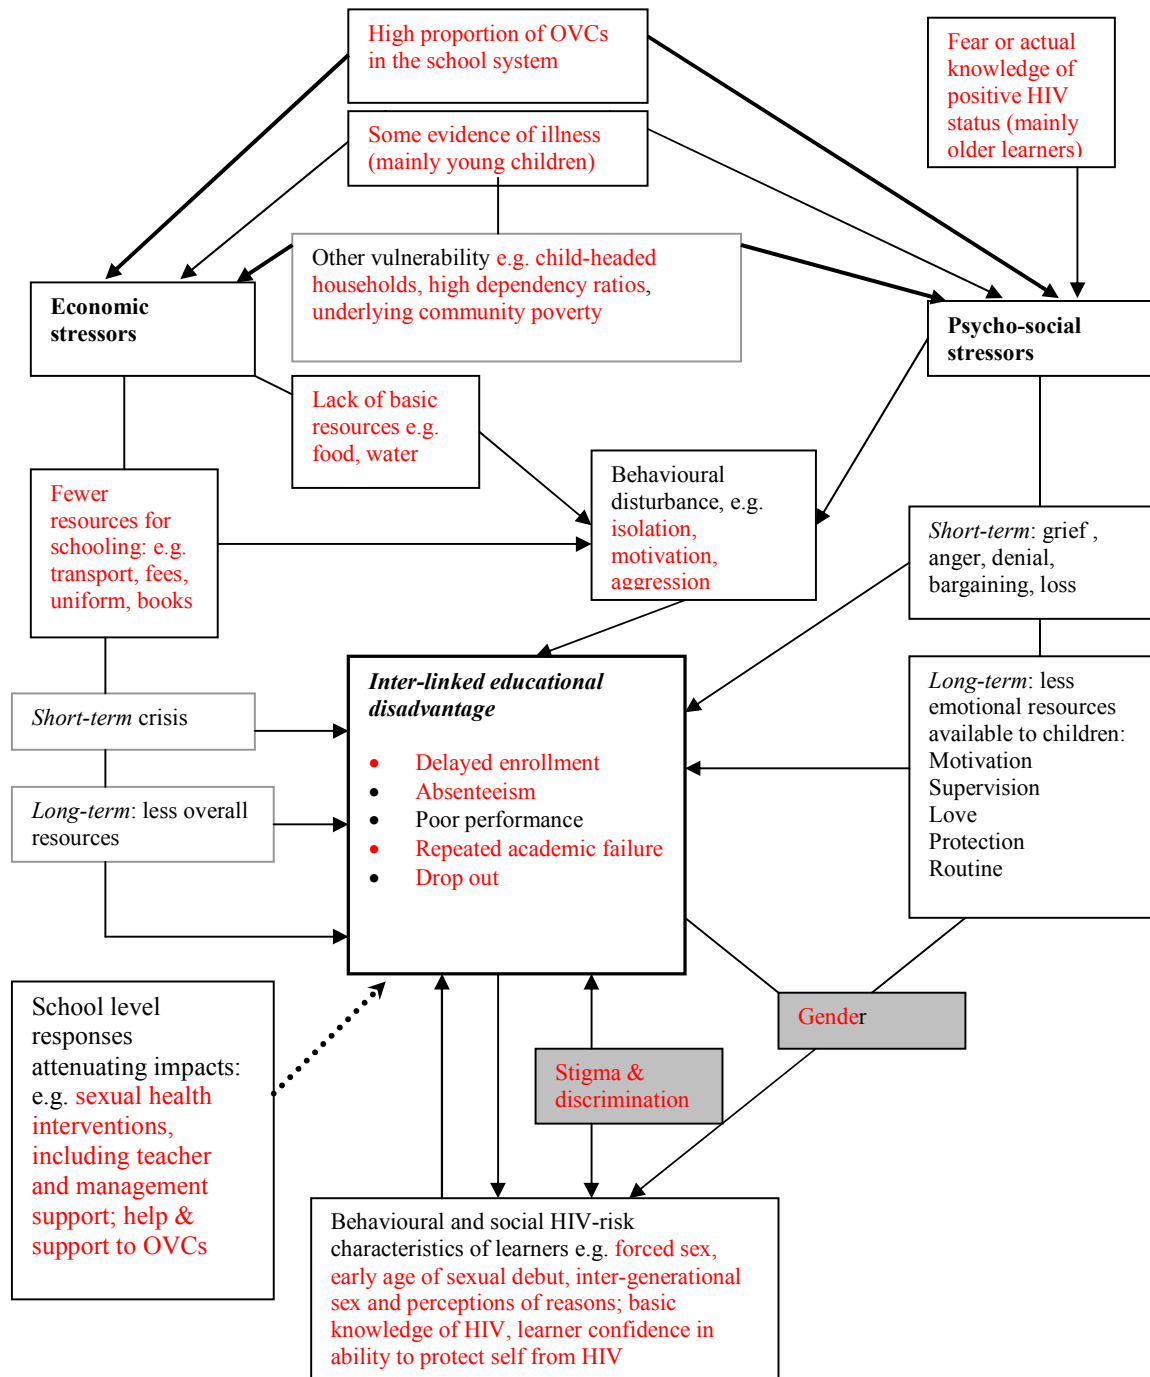 High proportion of OVCs
in the school system
Fear or actual
knowledge of
positive HIV
status (mainly
older learners)
Some evidence of illness
(mainly young children)
Other vulnerability e.g. child-headed
households, high dependency ratios,
underlying community poverty
Economic
stressors
Psycho-social
stressors
Lack of basic
resources e.g.
food, water
Behavioural
disturbance, e.g.
isolation,
motivation,
aggression
Fewer
resources for
schooling: e.g.
transport, fees,
uniform, books
Short-term: grief ,
anger, denial,
bargaining, loss
Inter-linked educational
disadvantage
• Delayed enrollment
• Absenteeism
• Poor performance
• Repeated academic failure
• Drop out
Long-term: less
emotional resources
available to children:
Motivation
Supervision
Love
Protection
Routine
Short-term crisis
Long-term: less overall
resources
School level
responses
attenuating impacts:
e.g. sexual health
interventions,
including teacher
and management
support; help &
support to OVCs
Gender
Stigma &
discrimination
Behavioural and social HIV-risk
characteristics of learners e.g. forced sex,
early age of sexual debut, inter-generational
sex and perceptions of reasons; basic
knowledge of HIV, learner confidence in
ability to protect self from HIV